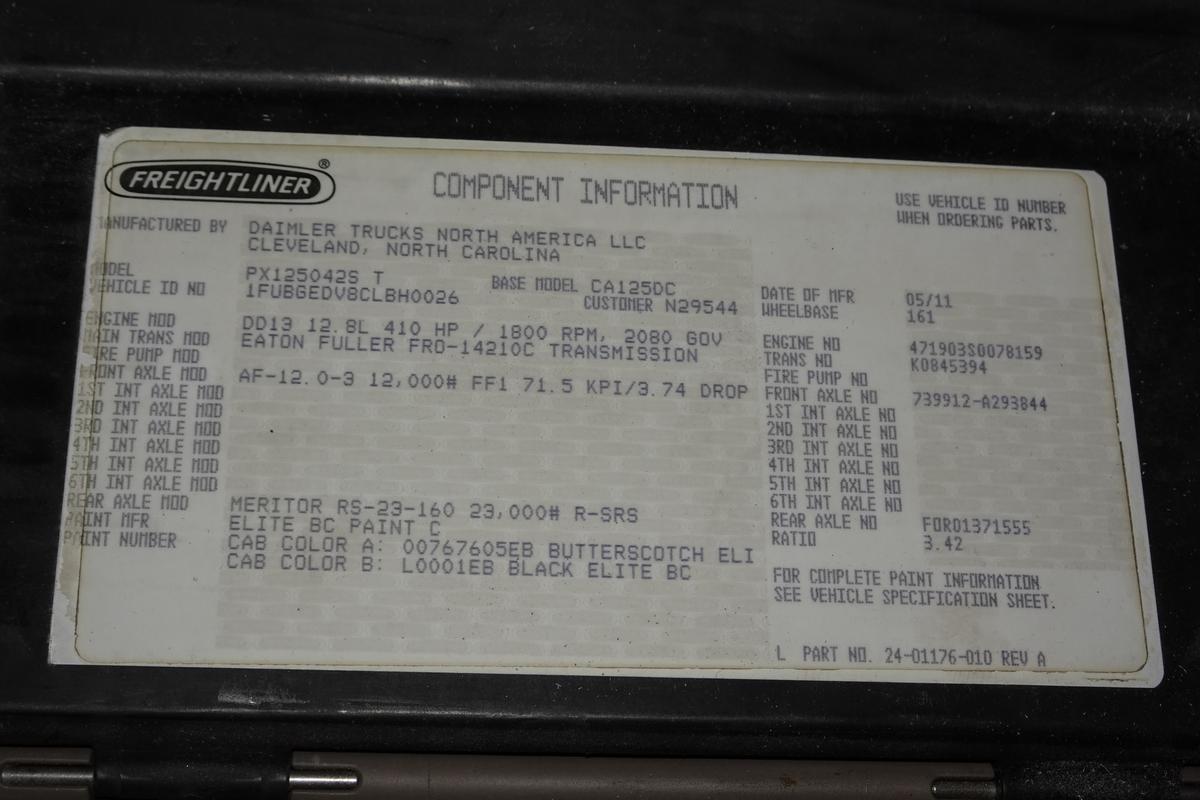 FREIGHTLINER®
COMPONENT INFORMATION
USE VEHICLE ID NUMBER
WHEN ORDERING PARTS.
MANUFACTURED BY DAIMLER TRUCKS NORTH AMERICA LLC
CLEVELAND, NORTH CAROLINA
MODEL PX125042S T BASE MODEL CA125DC
VEHICLE ID NO 1FUBGEDV8CLBH0026 CUSTOMER N29544
DATE OF MFR 05/11
WHEELBASE 161
ENGINE MOD DD13 12.8L 410 HP / 1800 RPM, 2080 GOV
MAIN TRANS MOD EATON FULLER FRO-14210C TRANSMISSION
FIRE PUMP MOD
FRONT AXLE MOD AF-12.0-3 12,000# FF1 71.5 KPI/3.74 DROP
1ST INT AXLE MOD
2ND INT AXLE MOD
3RD INT AXLE MOD
4TH INT AXLE MOD
5TH INT AXLE MOD
6TH INT AXLE MOD
REAR AXLE MOD MERITOR RS-23-160 23,000# R-SRS
PAINT MFR ELITE BC PAINT C
PAINT NUMBER CAB COLOR A: 00767605EB BUTTERSCOTCH ELI
CAB COLOR B: L0001EB BLACK ELITE BC
ENGINE NO 471903S0078159
TRANS NO K0845394
FIRE PUMP NO
FRONT AXLE NO 739912-A293844
1ST INT AXLE NO
2ND INT AXLE NO
3RD INT AXLE NO
4TH INT AXLE NO
5TH INT AXLE NO
6TH INT AXLE NO
REAR AXLE NO FOR01371555
RATIO 3.42
FOR COMPLETE PAINT INFORMATION
SEE VEHICLE SPECIFICATION SHEET.
L PART NO. 24-01176-010 REV A